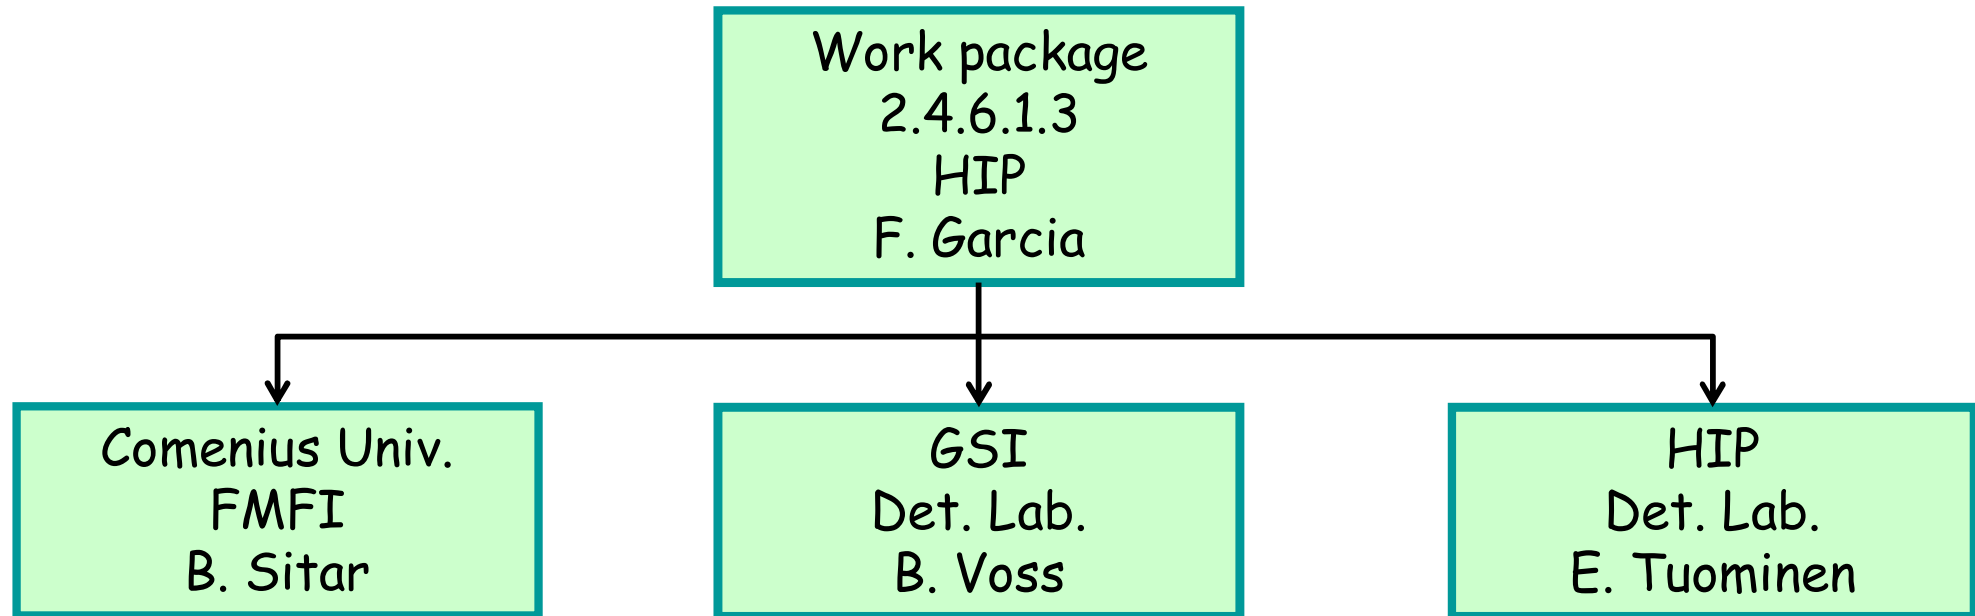 Work package
2.4.6.1.3
HIP
F. Garcia
Comenius Univ.
FMFI
B. Sitar
GSI
Det. Lab.
B. Voss
HIP
Det. Lab.
E. Tuominen